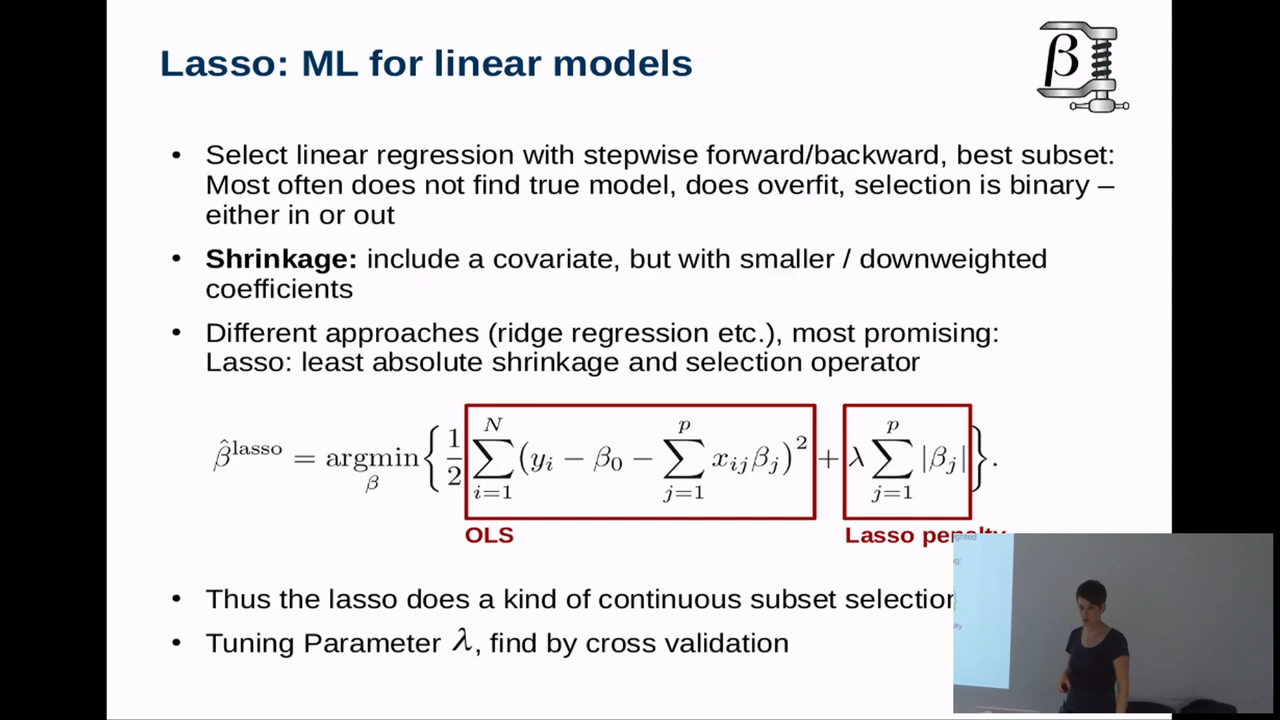 Lasso: ML for linear models
β
• Select linear regression with stepwise forward/backward, best subset:
Most often does not find true model, does overfit, selection is binary –
either in or out
• Shrinkage: include a covariate, but with smaller / downweighted
coefficients
• Different approaches (ridge regression etc.), most promising:
Lasso: least absolute shrinkage and selection operator
β̂^lasso = argmin_β { 1/2 ∑_{i=1}^{N} (y_i − β_0 − ∑_{j=1}^{p} x_{ij}β_j)^2 + λ ∑_{j=1}^{p} |β_j| }.
OLS
Lasso penalty
• Thus the lasso does a kind of continuous subset selection
• Tuning Parameter λ, find by cross validation